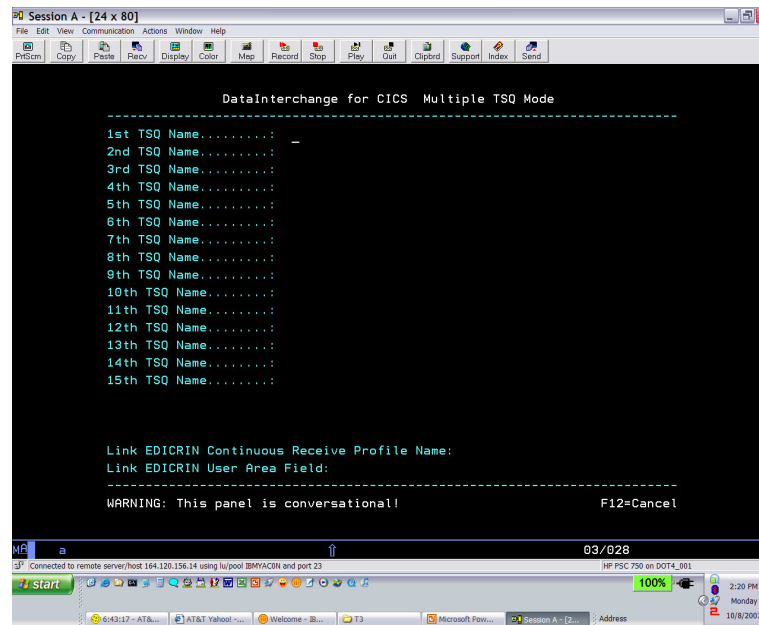 Session A - [24 x 80]
File Edit View Communication Actions Window Help
PrtScrn Copy Paste Recv Display Color Map Record Stop Play Quit Clipbrd Support Index Send
DataInterchange for CICS Multiple TSQ Mode
--------------------------------------------------------------------------
1st TSQ Name.........:
2nd TSQ Name.........:
3rd TSQ Name.........:
4th TSQ Name.........:
5th TSQ Name.........:
6th TSQ Name.........:
7th TSQ Name.........:
8th TSQ Name.........:
9th TSQ Name.........:
10th TSQ Name........:
11th TSQ Name........:
12th TSQ Name........:
13th TSQ Name........:
14th TSQ Name........:
15th TSQ Name........:
Link EDICRIN Continuous Receive Profile Name:
Link EDICRIN User Area Field:
--------------------------------------------------------------------------
WARNING: This panel is conversational! F12=Cancel
MA a 03/028
Connected to remote server/host 164.120.156.14 using lu/pool IBMYAC0N and port 23 HP PSC 750 on DOT4_001
start 100% 2:20 PM
Monday
6:43:17 - AT&... AT&T Yahoo! -... Welcome - IB... T3 Microsoft Pow... Session A - [2... Address 10/8/200